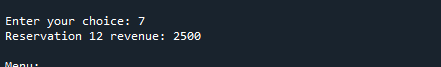 Enter your choice: 7
Reservation 12 revenue: 2500
Menu: